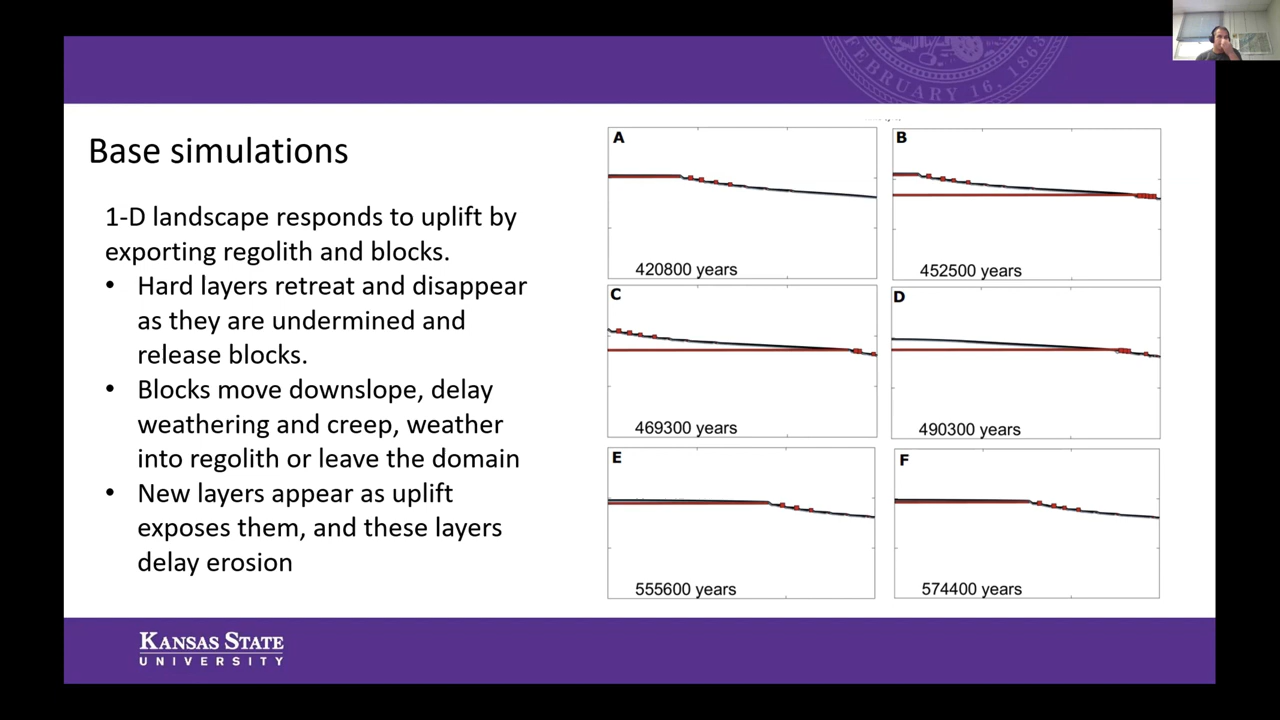 FEBRUARY 16, 1863
Base simulations
1-D landscape responds to uplift by
exporting regolith and blocks.
• Hard layers retreat and disappear
as they are undermined and
release blocks.
• Blocks move downslope, delay
weathering and creep, weather
into regolith or leave the domain
• New layers appear as uplift
exposes them, and these layers
delay erosion
A
420800 years
B
452500 years
C
469300 years
D
490300 years
E
555600 years
F
574400 years
KANSAS STATE
UNIVERSITY